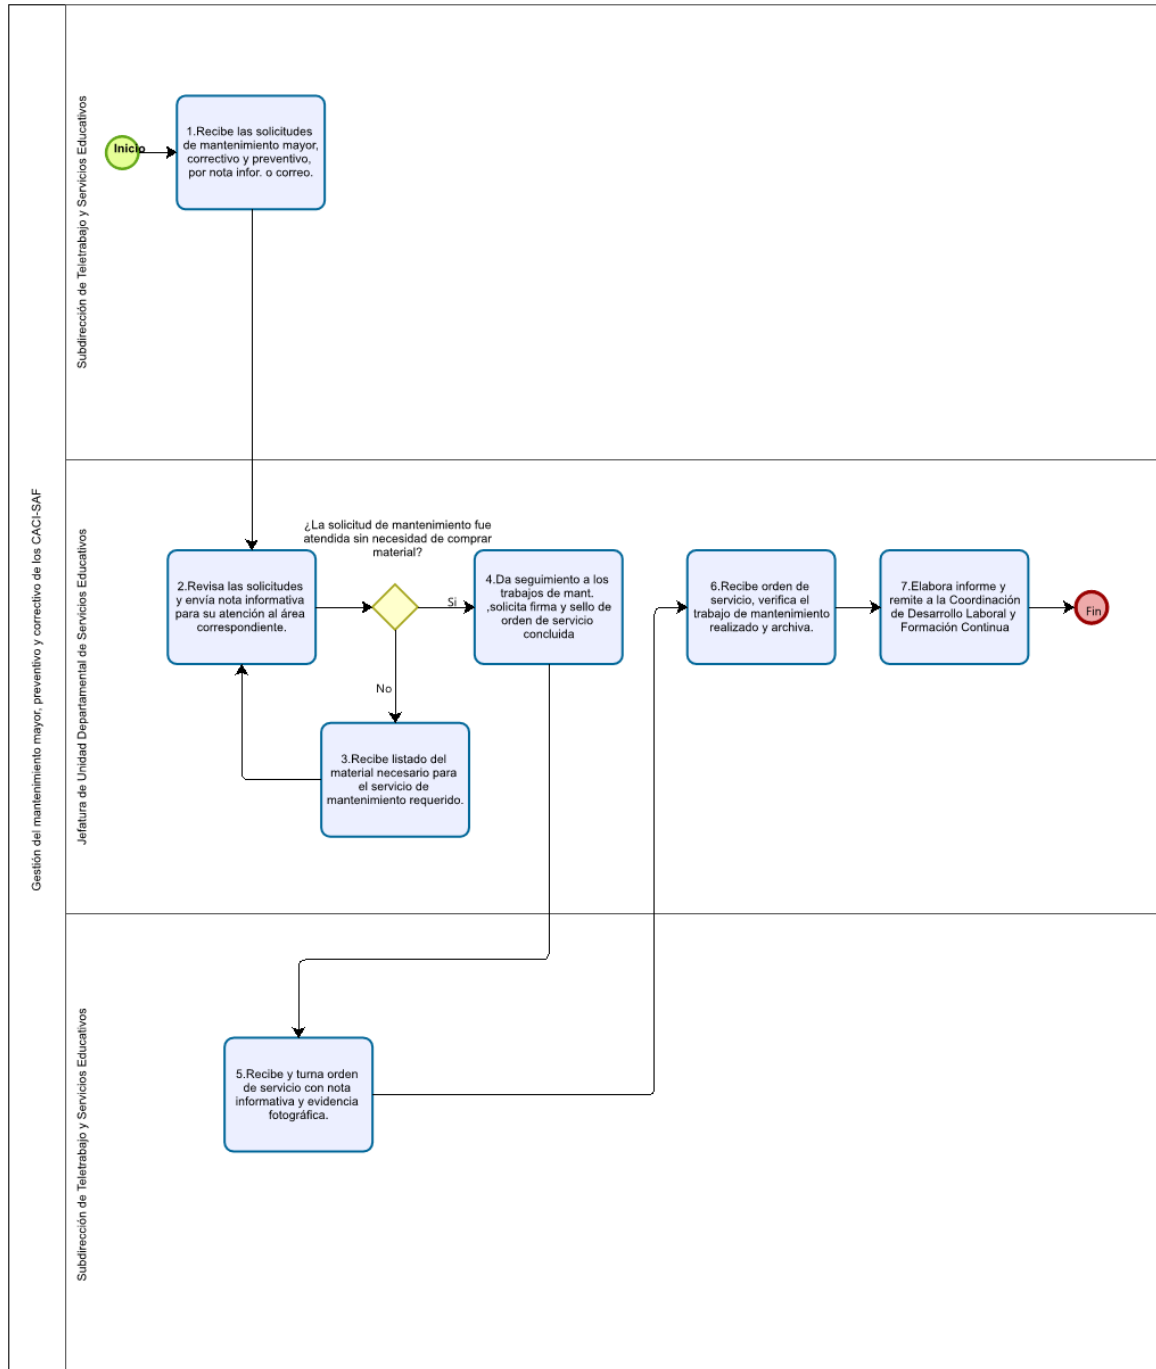 Gestión del mantenimiento mayor, preventivo y correctivo de los CACI-SAF
Subdirección de Teletrabajo y Servicios Educativos
Inicio
1.Recibe las solicitudes
de mantenimiento mayor,
correctivo y preventivo,
por nota infor. o correo.
Jefatura de Unidad Departamental de Servicios Educativos
2.Revisa las solicitudes
y envía nota informativa
para su atención al área
correspondiente.
¿La solicitud de mantenimiento fue
atendida sin necesidad de comprar
material?
Si
No
3.Recibe listado del
material necesario para
el servicio de
mantenimiento requerido.
4.Da seguimiento a los
trabajos de mant.
,solicita firma y sello de
orden de servicio
concluida
6.Recibe orden de
servicio, verifica el
trabajo de mantenimiento
realizado y archiva.
7.Elabora informe y
remite a la Coordinación
de Desarrollo Laboral y
Formación Continua
Fin
Subdirección de Teletrabajo y Servicios Educativos
5.Recibe y turna orden
de servicio con nota
informativa y evidencia
fotográfica.